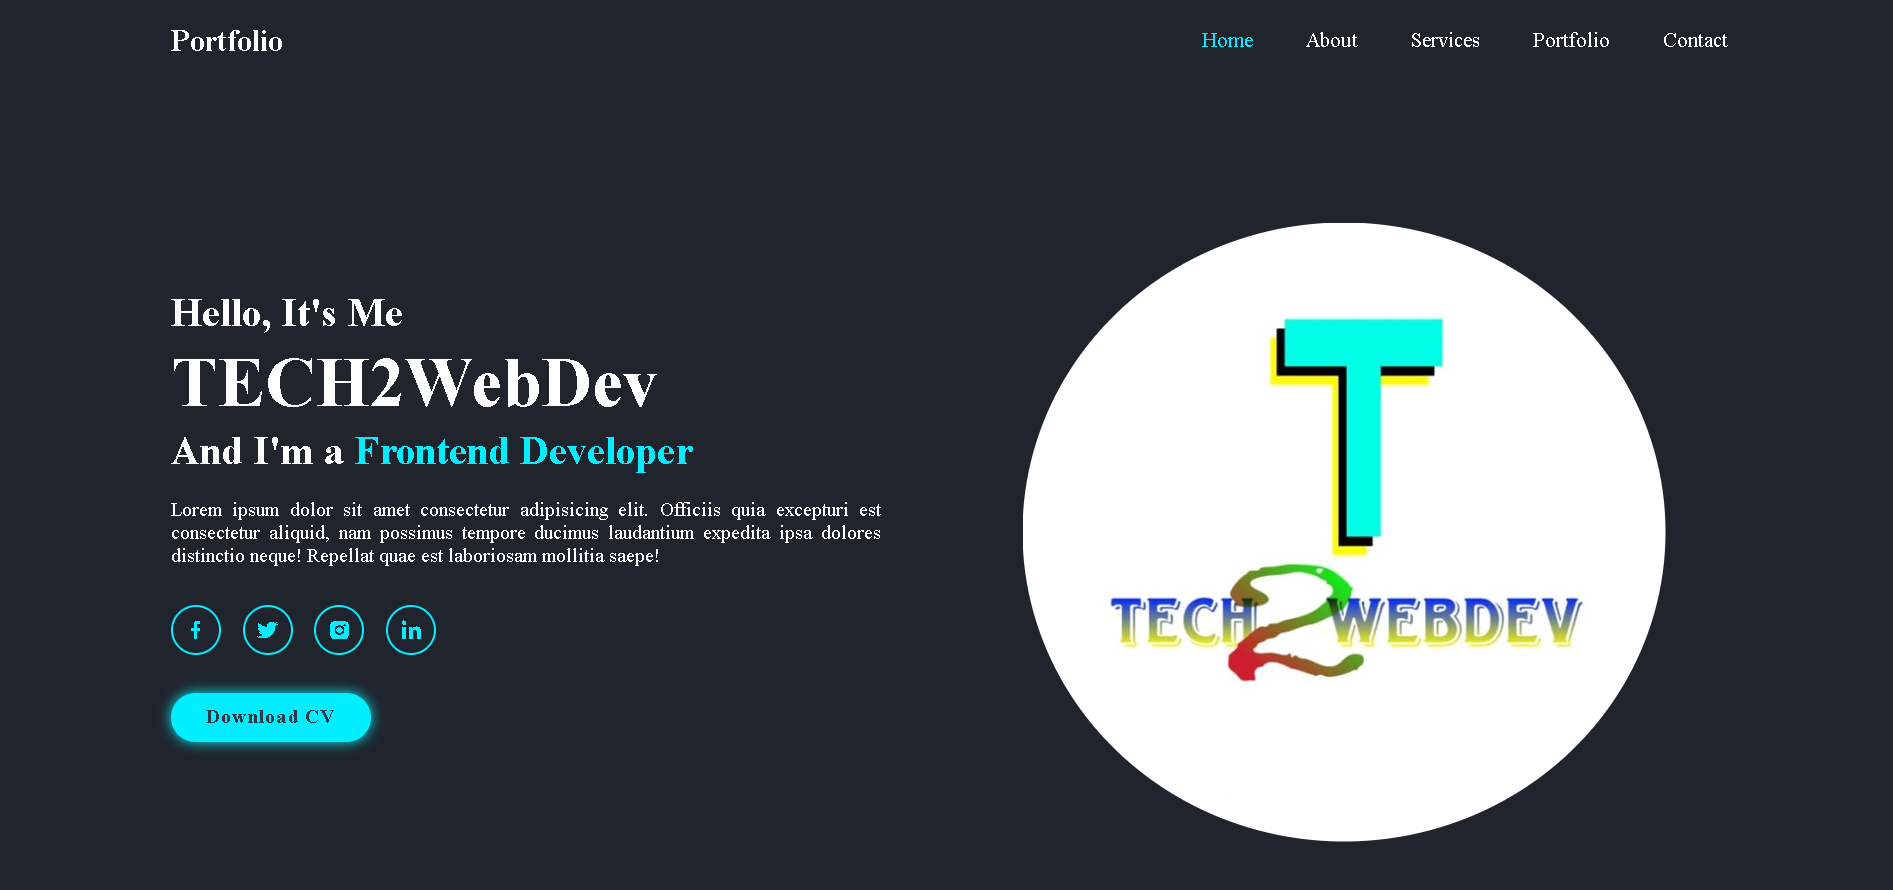 Portfolio
Home About Services Portfolio Contact
Hello, It's Me
TECH2WebDev
And I'm a Frontend Developer
Lorem ipsum dolor sit amet consectetur adipisicing elit. Officiis quia excepturi est
consectetur aliquid, nam possimus tempore ducimus laudantium expedita ipsa dolores
distinctio neque! Repellat quae est laboriosam mollitia saepe!
Download CV
T
TECH2WEBDEV